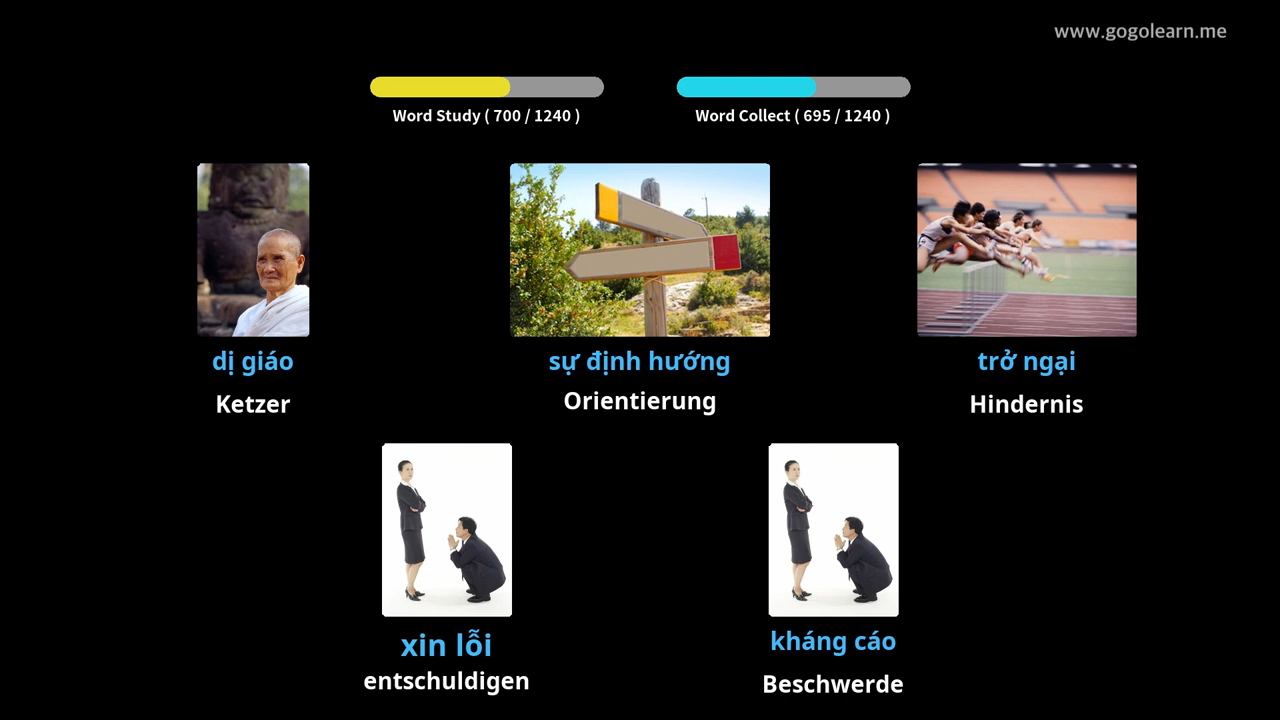 www.gogolearn.me
Word Study ( 700 / 1240 )
Word Collect ( 695 / 1240 )
dị giáo
Ketzer
sự định hướng
Orientierung
trở ngại
Hindernis
xin lỗi
entschuldigen
kháng cáo
Beschwerde